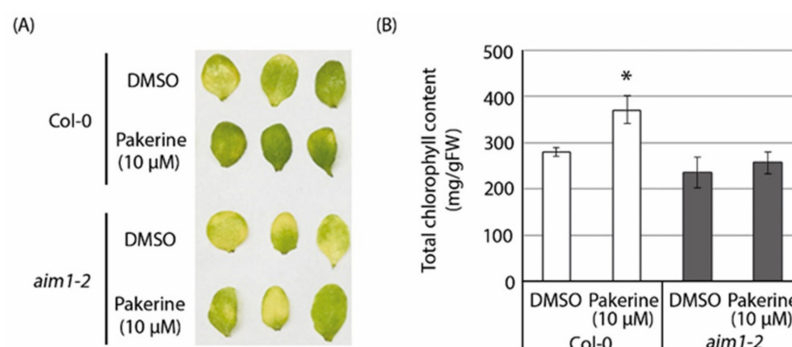 (A)
DMSO
Col-0
Pakerine
(10 µM)
DMSO
aim1-2
Pakerine
(10 µM)
(B)
Total chlorophyll content
(mg/gFW)
500
400
300
200
100
0
*
DMSO Pakerine DMSO Pakerine
(10 µM) (10 µM)
Col-0 aim1-2